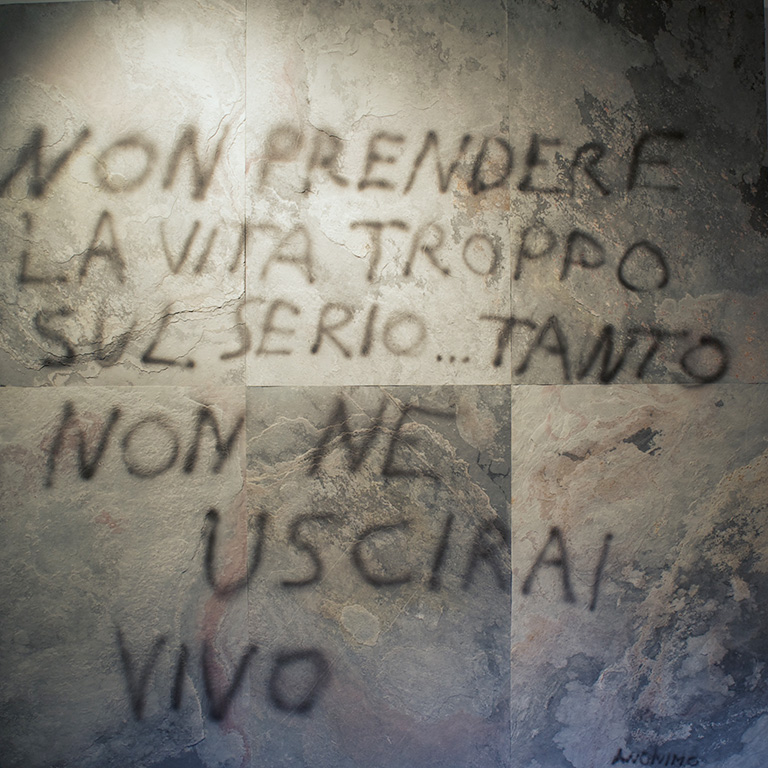 NON PRENDERE
LA VITA TROPPO
SUL SERIO...TANTO
NON NE
USCIRAI
VIVO
ANONIMO